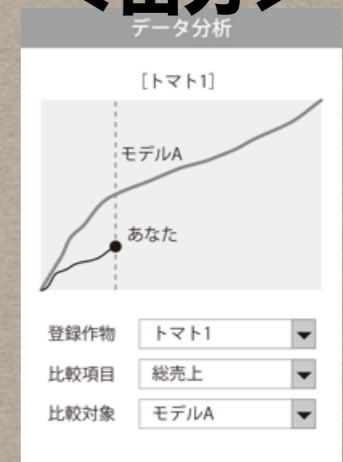 データ分析
[トマト1]
モデルA
あなた
登録作物 トマト1
比較項目 総売上
比較対象 モデルA